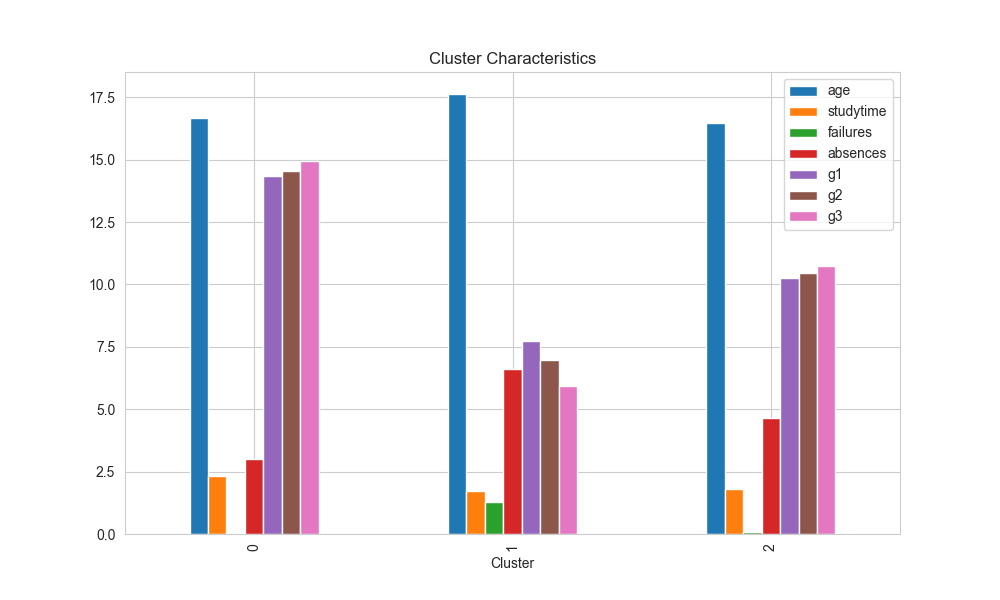 Cluster Characteristics
17.5
15.0
12.5
10.0
7.5
5.0
2.5
0.0
age
studytime
failures
absences
g1
g2
g3
0
1
2
Cluster